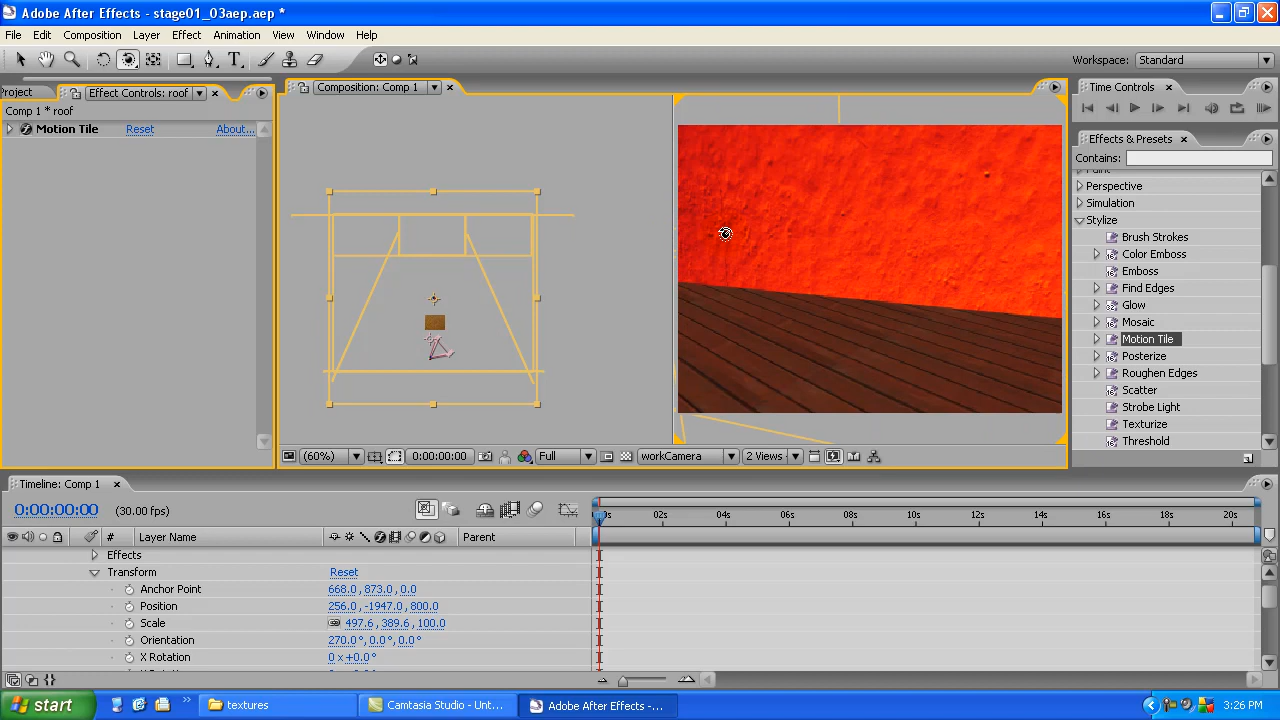 Adobe After Effects - stage01_03aep.aep *
File Edit Composition Layer Effect Animation View Window Help
Workspace: Standard
Project
Effect Controls: roof
Composition: Comp 1
Time Controls
Comp 1 * roof
Motion Tile Reset About...
Effects & Presets
Contains:
Perspective
Simulation
Stylize
Brush Strokes
Color Emboss
Emboss
Find Edges
Glow
Mosaic
Motion Tile
Posterize
Roughen Edges
Scatter
Strobe Light
Texturize
Threshold
(60%) 0:00:00:00 Full workCamera 2 Views
Timeline: Comp 1
0:00:00:00 (30.00 fps)
# Layer Name Parent
0s 02s 04s 06s 08s 10s 12s 14s 16s 18s 20s
Effects
Transform Reset
Anchor Point 668.0, 873.0, 0.0
Position 256.0, -1947.0, 800.0
Scale 497.6, 389.6, 100.0
Orientation 270.0°, 0.0°, 0.0°
X Rotation 0 x +0.0°
start textures Camtasia Studio - Unt... Adobe After Effects -... 3:26 PM